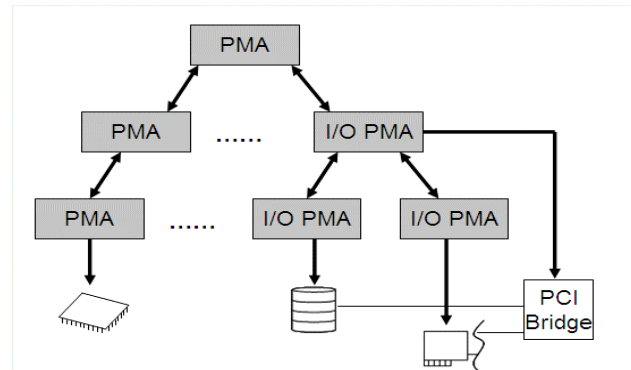 PMA
PMA ...... I/O PMA
PMA ...... I/O PMA I/O PMA
PCI
Bridge